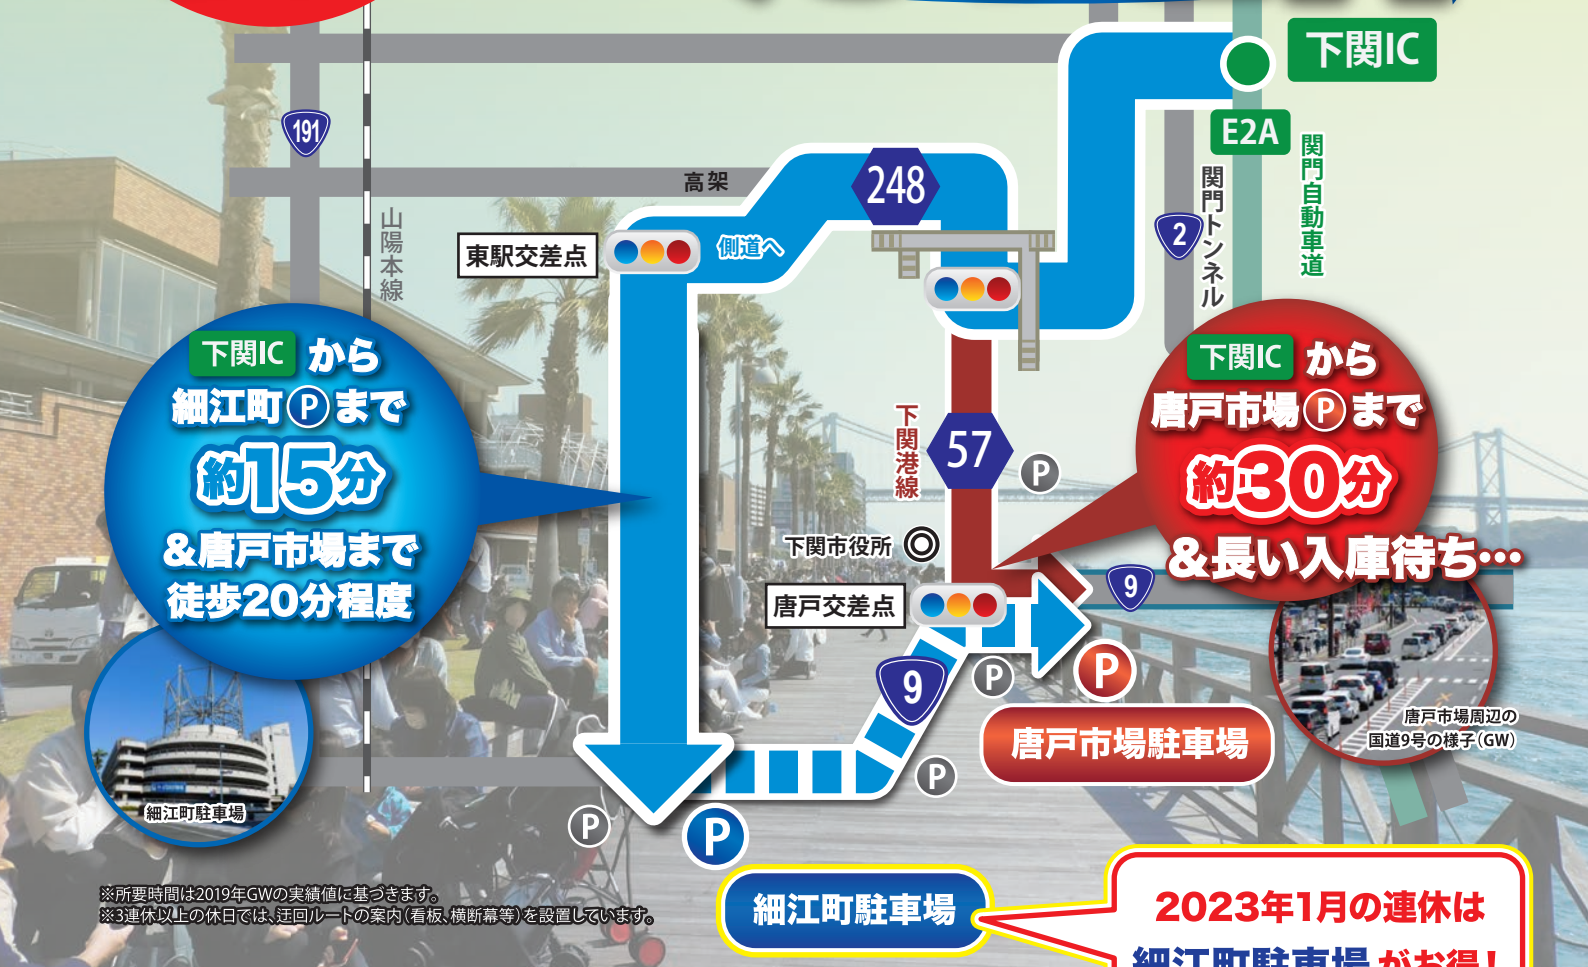 下関IC
E2A
関門自動車道
関門トンネル
2
191
山陽本線
高架
248
側道へ
東駅交差点
下関IC から
細江町Pまで
約15分
&唐戸市場まで
徒歩20分程度
細江町駐車場
下関港線
57
P
下関市役所
唐戸交差点
9
下関IC から
唐戸市場Pまで
約30分
&長い入庫待ち…
9
唐戸市場周辺の
国道9号の様子(GW)
P
P
唐戸市場駐車場
P
P
P
細江町駐車場
※所要時間は2019年GWの実績値に基づきます。
※3連休以上の休日では、迂回ルートの案内(看板、横断幕等)を設置しています。
2023年1月の連休は
細江町駐車場がお得!